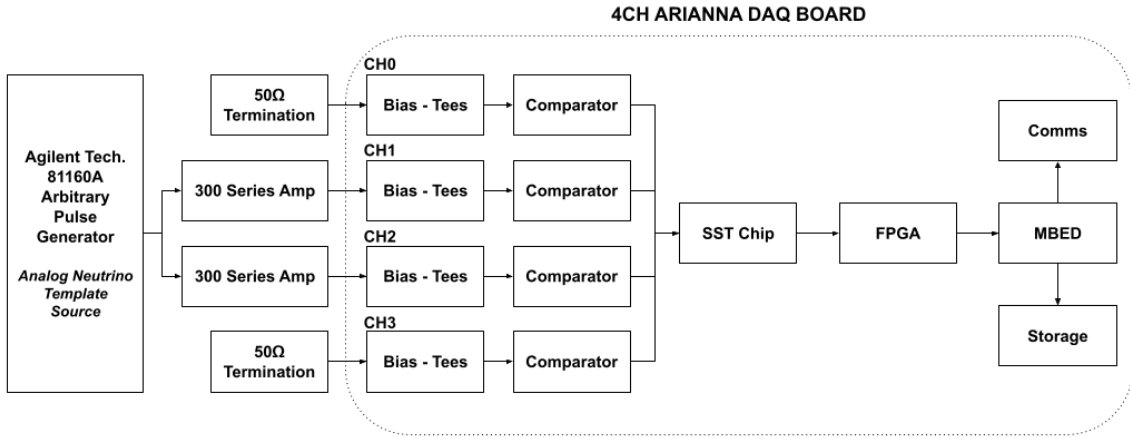 4CH ARIANNA DAQ BOARD
Agilent Tech.
81160A
Arbitrary
Pulse
Generator
Analog Neutrino
Template
Source
50Ω
Termination
CH0
Bias - Tees
Comparator
300 Series Amp
CH1
Bias - Tees
Comparator
300 Series Amp
CH2
Bias - Tees
Comparator
50Ω
Termination
CH3
Bias - Tees
Comparator
SST Chip
FPGA
MBED
Comms
Storage